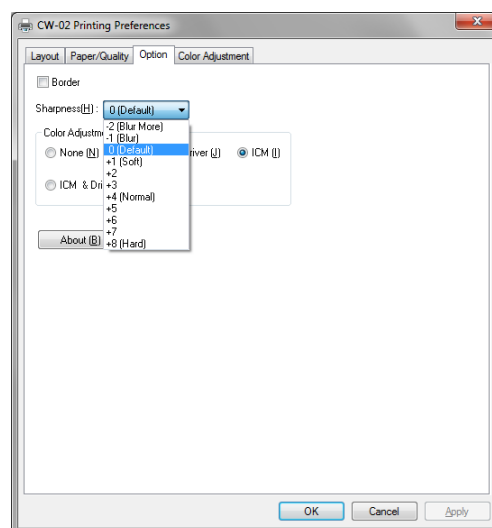 CW-02 Printing Preferences
Layout Paper/Quality Option Color Adjustment
Border
Sharpness(H) : 0 (Default)
-2 (Blur More)
-1 (Blur)
0 (Default)
+1 (Soft)
+2
+3
+4 (Normal)
+5
+6
+7
+8 (Hard)
Color Adjustm
None (N) river (J) ICM (I)
ICM & Dri
About (B)
OK Cancel Apply